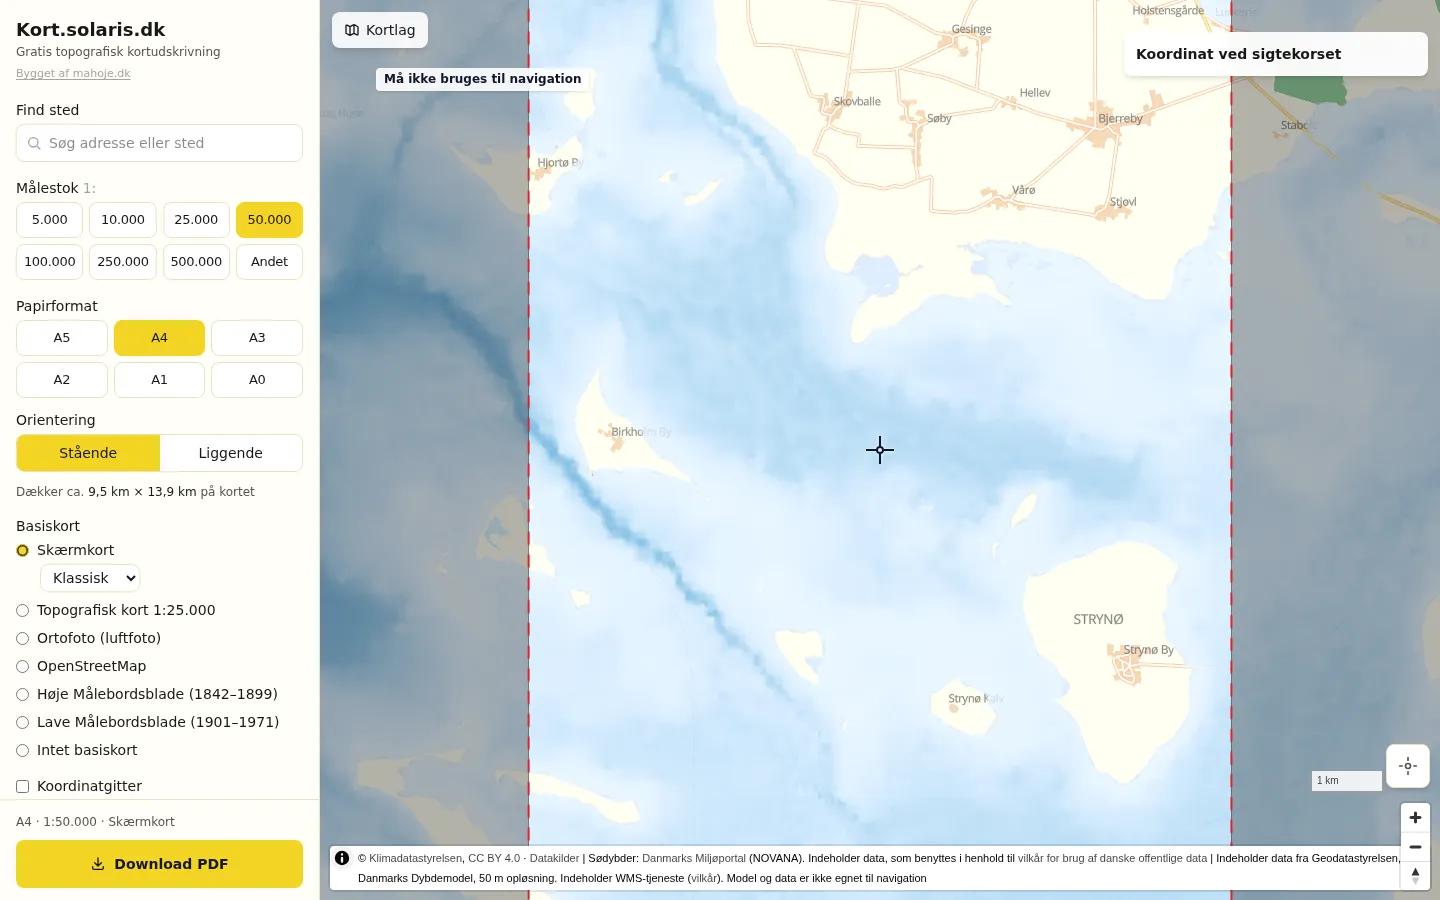 Kort.solaris.dk
Gratis topografisk kortudskrivning
Bygget af mahoje.dk
Find sted
Søg adresse eller sted
Målestok 1:
5.000 10.000 25.000 50.000
100.000 250.000 500.000 Andet
Papirformat
A5 A4 A3
A2 A1 A0
Orientering
Stående Liggende
Dækker ca. 9,5 km × 13,9 km på kortet
Basiskort
Skærmkort
Klassisk
Topografisk kort 1:25.000
Ortofoto (luftfoto)
OpenStreetMap
Høje Målebordsblade (1842–1899)
Lave Målebordsblade (1901–1971)
Intet basiskort
Koordinatgitter
A4 · 1:50.000 · Skærmkort
Download PDF
Kortlag
Må ikke bruges til navigation
Koordinat ved sigtekorset
Holstensgårde
Gesinge
Hellev
Skovballe
Søby
Bjerreby
Hjortø By
Vårø
Stjovl
Birkholm By
STRYNØ
Strynø By
Strynø Kalv
1 km
© Klimadatastyrelsen, CC BY 4.0 · Datakilder | Sødybder: Danmarks Miljøportal (NOVANA). Indeholder data, som benyttes i henhold til vilkår for brug af danske offentlige data | Indeholder data fra Geodatastyrelsen,
Danmarks Dybdemodel, 50 m opløsning. Indeholder WMS-tjeneste (vilkår). Model og data er ikke egnet til navigation